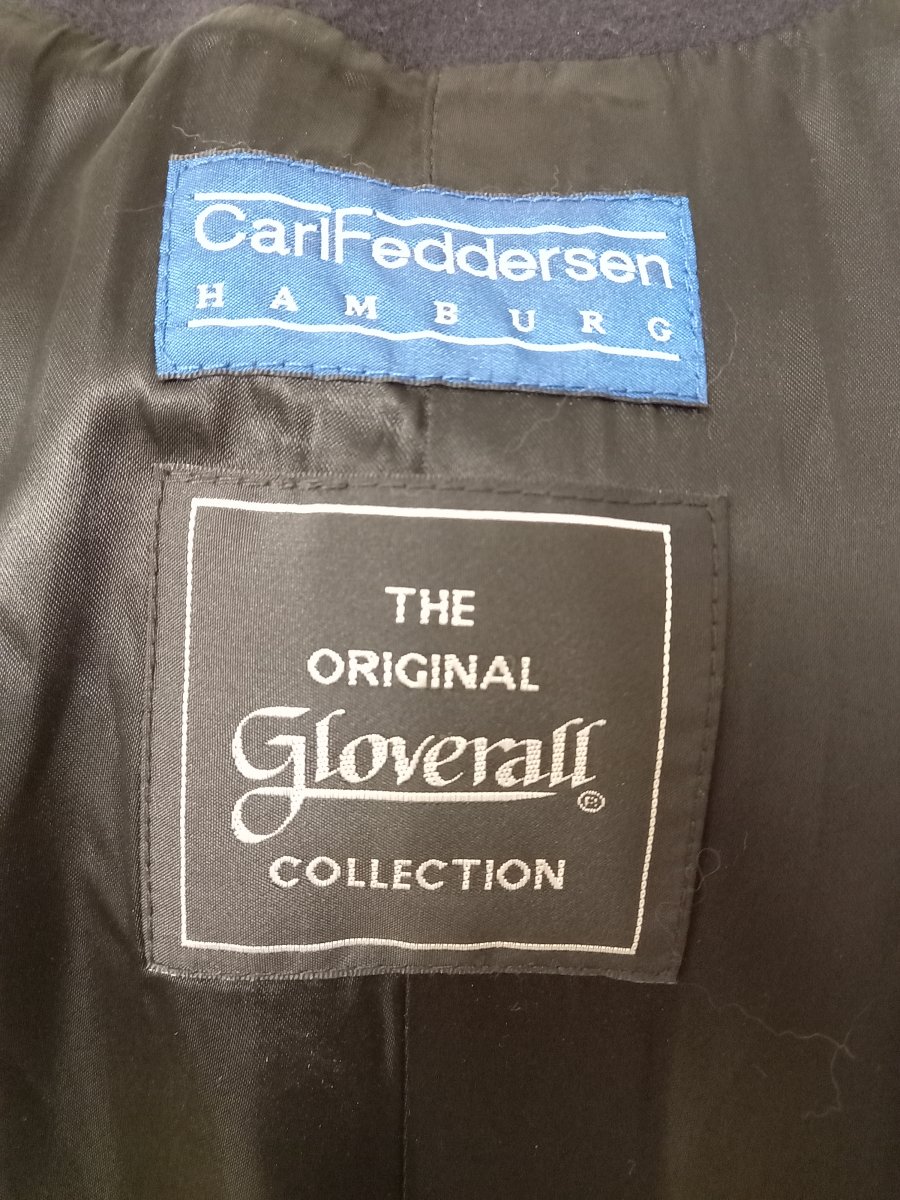 CarlFeddersen
HAMBURG
THE
ORIGINAL
Gloverall®
COLLECTION